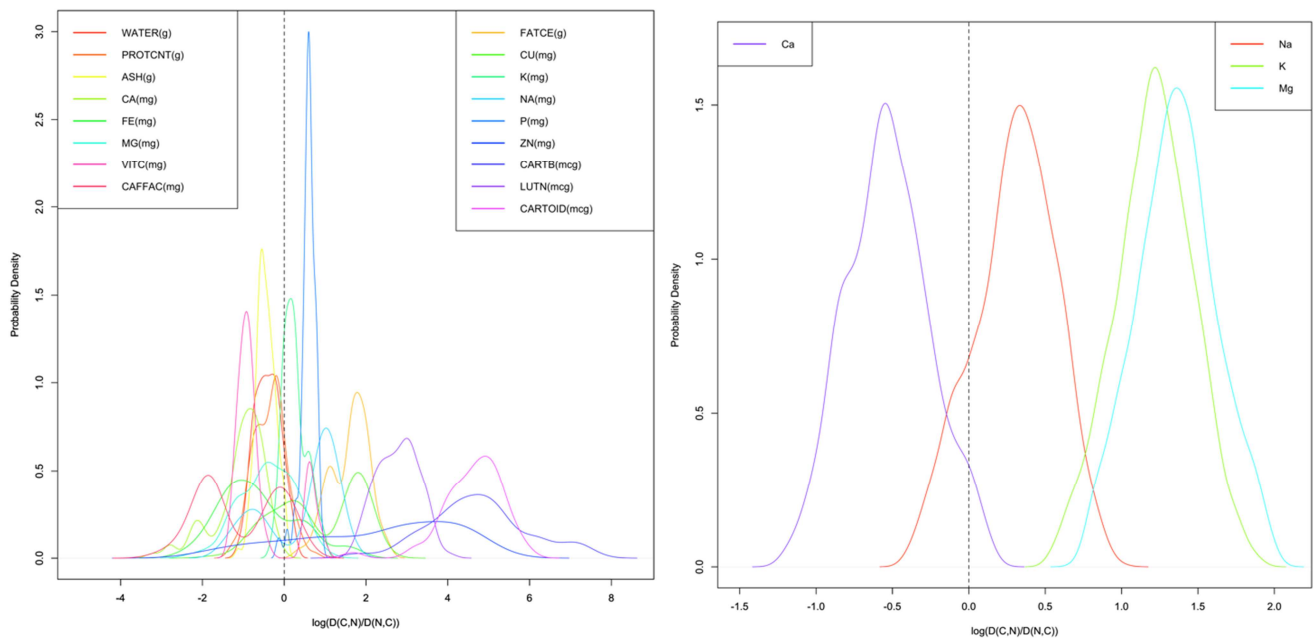 WATER(g)
PROTCNT(g)
ASH(g)
CA(mg)
FE(mg)
MG(mg)
VITC(mg)
CAFFAC(mg)
FATCE(g)
CU(mg)
K(mg)
NA(mg)
P(mg)
ZN(mg)
CARTB(mcg)
LUTN(mcg)
CARTOID(mcg)
Probability Density
3.0
2.5
2.0
1.5
1.0
0.5
0.0
-4 -2 0 2 4 6 8
log(D(C,N)/D(N,C))
Ca
Na
K
Mg
Probability Density
1.5
1.0
0.5
0.0
-1.5 -1.0 -0.5 0.0 0.5 1.0 1.5 2.0
log(D(C,N)/D(N,C))